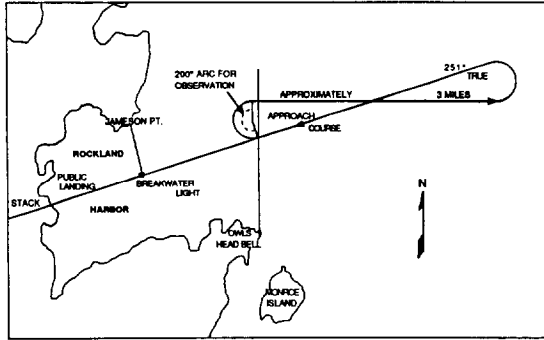 251°
TRUE
200° ARC FOR
OBSERVATION
APPROXIMATELY
3 MILES
JAMESON PT.
APPROACH
COURSE
ROCKLAND
PUBLIC
LANDING
BREAKWATER
LIGHT
STACK
HARBOR
N
OWLS
HEAD BELL
MONROE
ISLAND